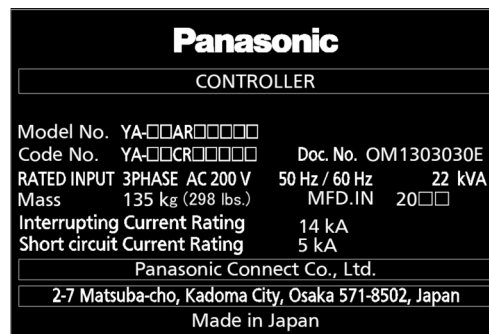 Panasonic
CONTROLLER
Model No. YA-□□AR□□□□□
Code No. YA-□□CR□□□□□ Doc. No. OM1303030E
RATED INPUT 3PHASE AC 200 V 50 Hz / 60 Hz 22 kVA
Mass 135 kg (298 lbs.) MFD.IN 20□□
Interrupting Current Rating 14 kA
Short circuit Current Rating 5 kA
Panasonic Connect Co., Ltd.
2-7 Matsuba-cho, Kadoma City, Osaka 571-8502, Japan
Made in Japan